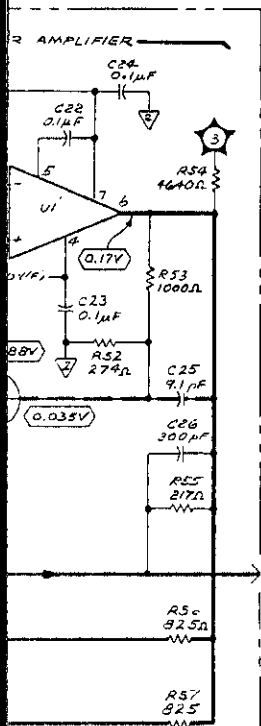 R AMPLIFIER
C24
0.1µF
C22
0.1µF
2
3
R54
4640Ω
5
-
7
6
U1
+
4
0.17V
R53
1000Ω
C23
0.1µF
R52
274Ω
2
88V
C25
9.1pF
0.035V
C26
300pF
R55
217Ω
R56
825Ω
R57
825